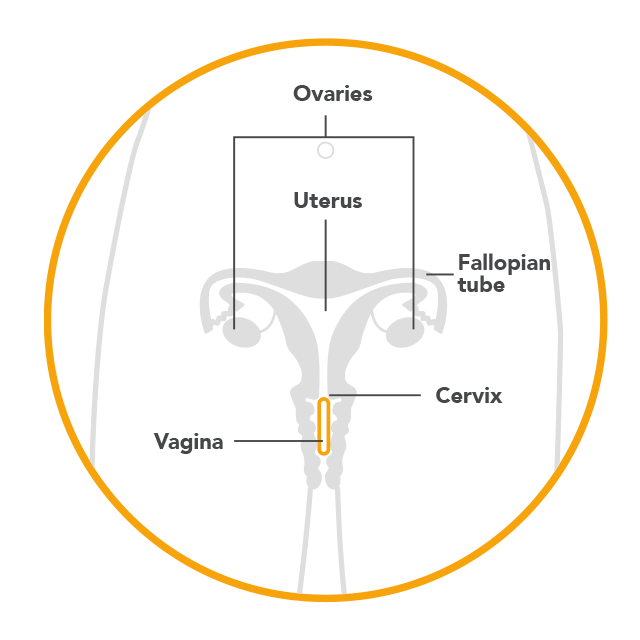 Ovaries
Uterus
Fallopian
tube
Cervix
Vagina